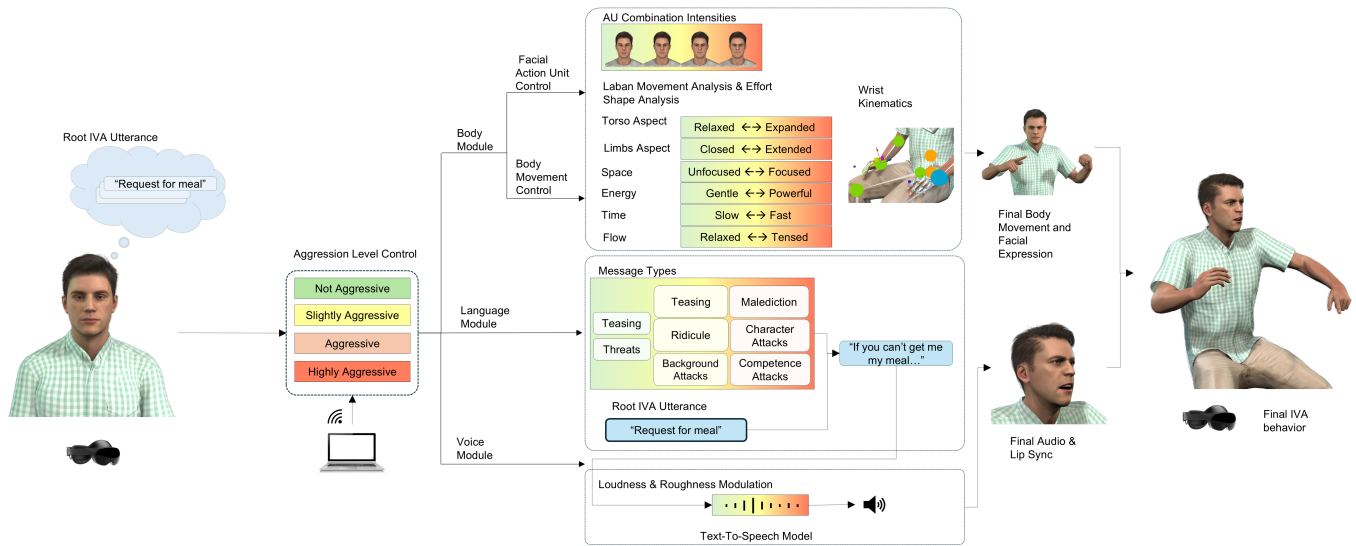 Root IVA Utterance
“Request for meal”
Aggression Level Control
Not Aggressive
Slightly Aggressive
Aggressive
Highly Aggressive
Body
Module
Facial
Action Unit
Control
Body
Movement Control
Language
Module
Voice
Module
AU Combination Intensities
Laban Movement Analysis & Effort
Shape Analysis
Wrist
Kinematics
Torso Aspect
Relaxed ←→ Expanded
Limbs Aspect
Closed ←→ Extended
Space
Unfocused ←→ Focused
Energy
Gentle ←→ Powerful
Time
Slow ←→ Fast
Flow
Relaxed ←→ Tensed
Message Types
Teasing
Threats
Teasing
Ridicule
Background
Attacks
Malediction
Character
Attacks
Competence
Attacks
“If you can’t get me
my meal…”
Root IVA Utterance
“Request for meal”
Loudness & Roughness Modulation
Text-To-Speech Model
Final Body
Movement and
Facial
Expression
Final Audio &
Lip Sync
Final IVA
behavior